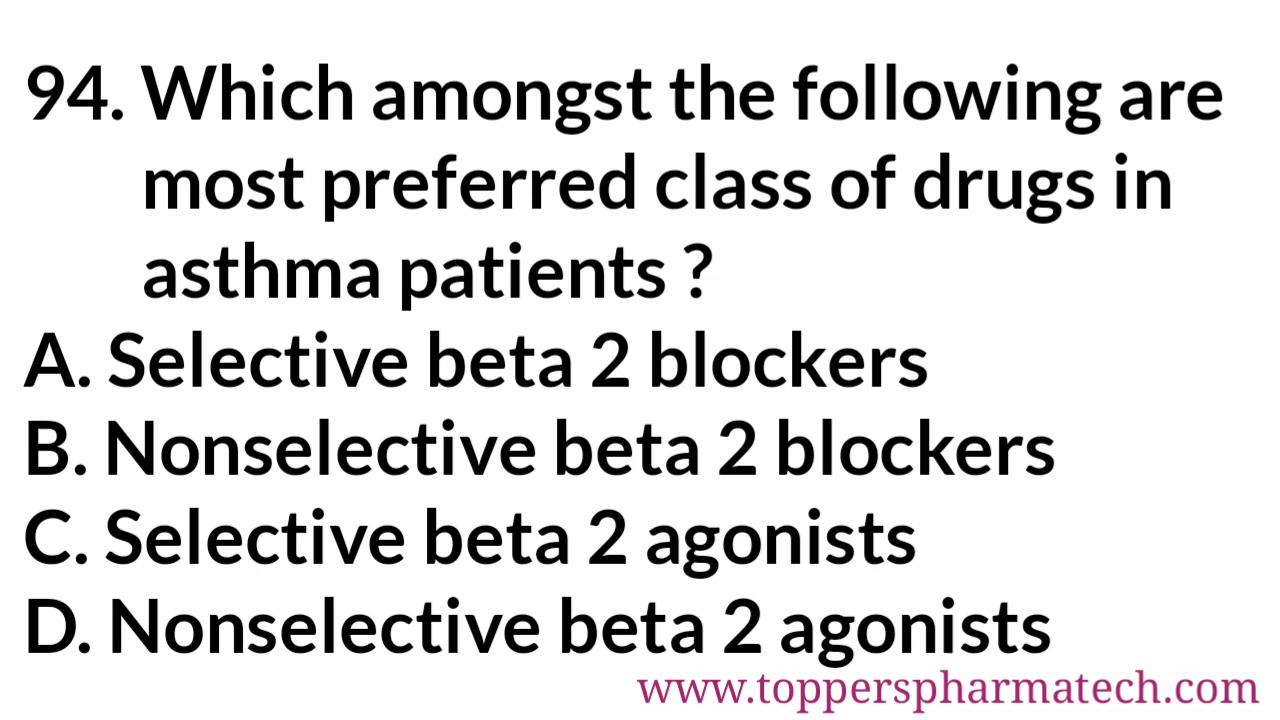 94. Which amongst the following are
most preferred class of drugs in
asthma patients ?
A. Selective beta 2 blockers
B. Nonselective beta 2 blockers
C. Selective beta 2 agonists
D. Nonselective beta 2 agonists
www.topperspharmatech.com